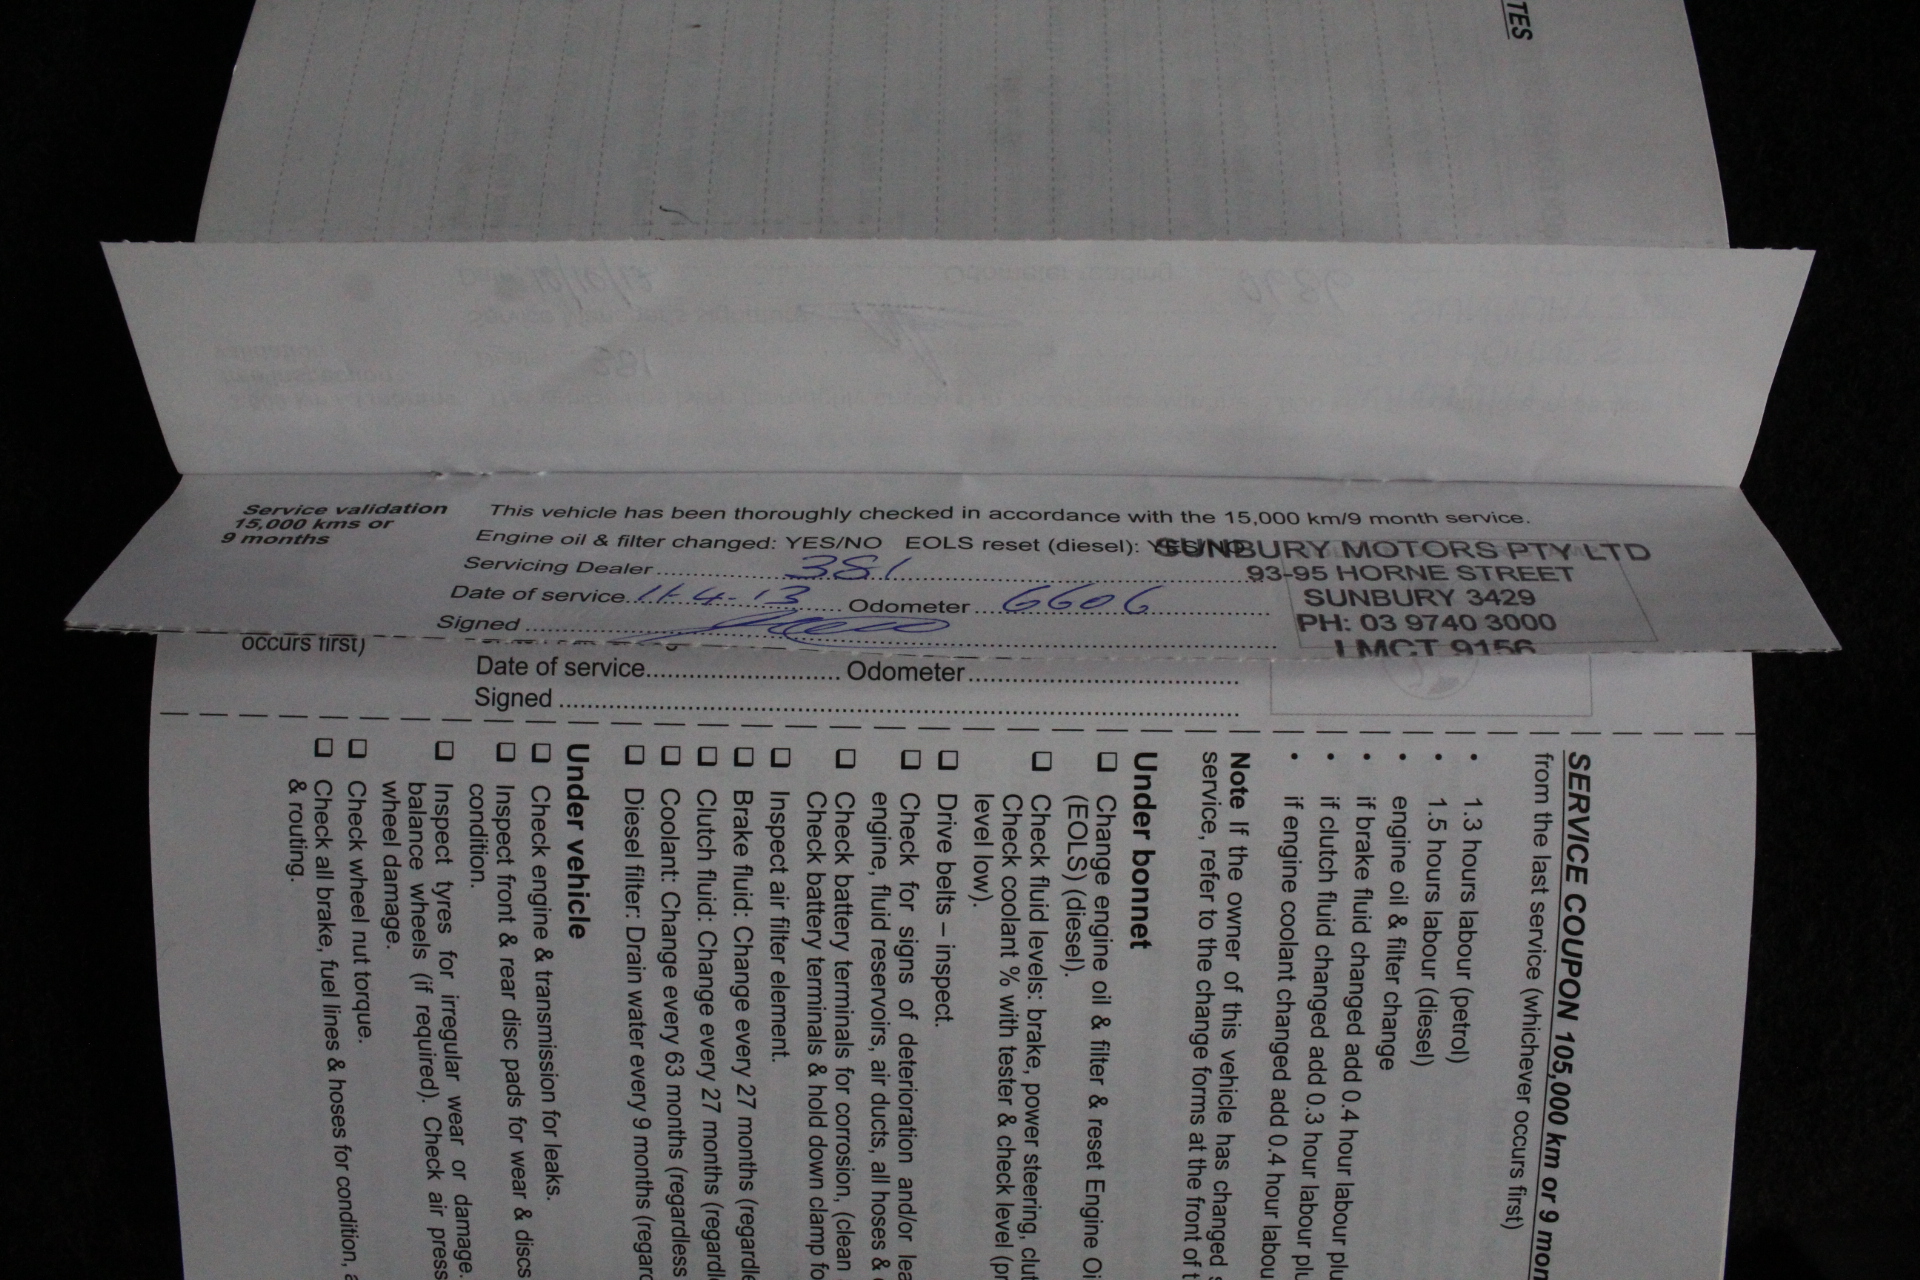 TES
Service validation
15,000 kms or
9 months
This vehicle has been thoroughly checked in accordance with the 15,000 km/9 month service.
Engine oil & filter changed: YES/NO EOLS reset (diesel): YES/NO
Servicing Dealer 381
Date of service 11-4-13 Odometer 6606
Signed
SUNBURY MOTORS PTY LTD
93-95 HORNE STREET
SUNBURY 3429
PH: 03 9740 3000
LMCT 9156
occurs first)
Date of service Odometer
Signed
SERVICE COUPON 105,000 km or 9 mon
from the last service (whichever occurs first)
• 1.3 hours labour (petrol)
• 1.5 hours labour (diesel)
• engine oil & filter change
• if brake fluid changed add 0.4 hour labour plu
• if clutch fluid changed add 0.3 hour labour plu
• if engine coolant changed add 0.4 hour labou
Note If the owner of this vehicle has changed s
service, refer to the change forms at the front of t
Under bonnet
❑ Change engine oil & filter & reset Engine Oi
(EOLS) (diesel).
❑ Check fluid levels: brake, power steering, clut
Check coolant % with tester & check level (pr
level low).
❑ Drive belts – inspect.
❑ Check for signs of deterioration and/or lea
engine, fluid reservoirs, air ducts, all hoses &
❑ Check battery terminals for corrosion, (clean
Check battery terminals & hold down clamp fo
❑ Inspect air filter element.
❑ Brake fluid: Change every 27 months (regardle
❑ Clutch fluid: Change every 27 months (regardl
❑ Coolant: Change every 63 months (regardless
❑ Diesel filter: Drain water every 9 months (regard
Under vehicle
❑ Check engine & transmission for leaks.
❑ Inspect front & rear disc pads for wear & discs
condition.
❑ Inspect tyres for irregular wear or damage.
balance wheels (if required). Check air press
wheel damage.
❑ Check wheel nut torque.
❑ Check all brake, fuel lines & hoses for condition,
& routing.